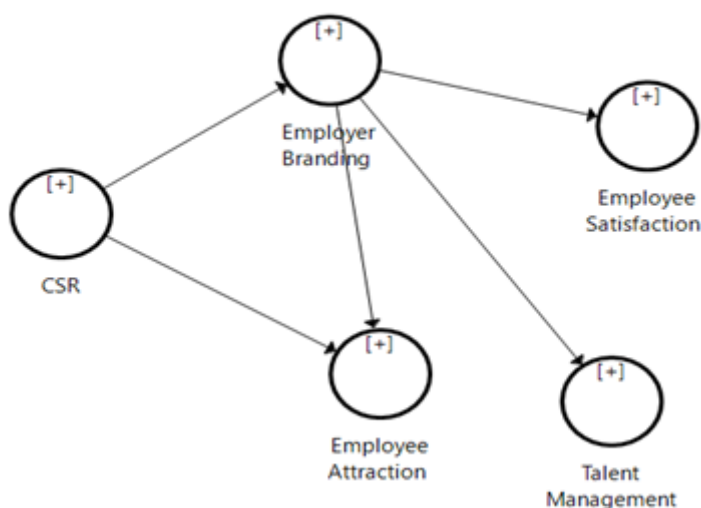 [+]
Employer
Branding
[+]
Employee
Satisfaction
[+]
CSR
[+]
Employee
Attraction
[+]
Talent
Management